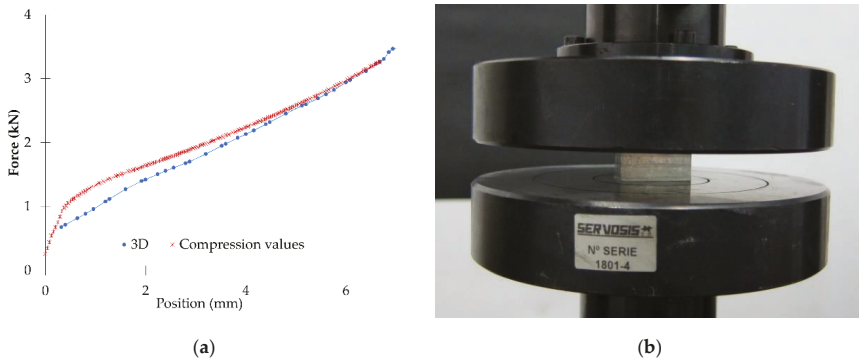 4
3
2
1
0
Force (kN)
3D
Compression values
0
2
4
6
Position (mm)
SERVOSIS
Nº SERIE
1801-4
(a)
(b)